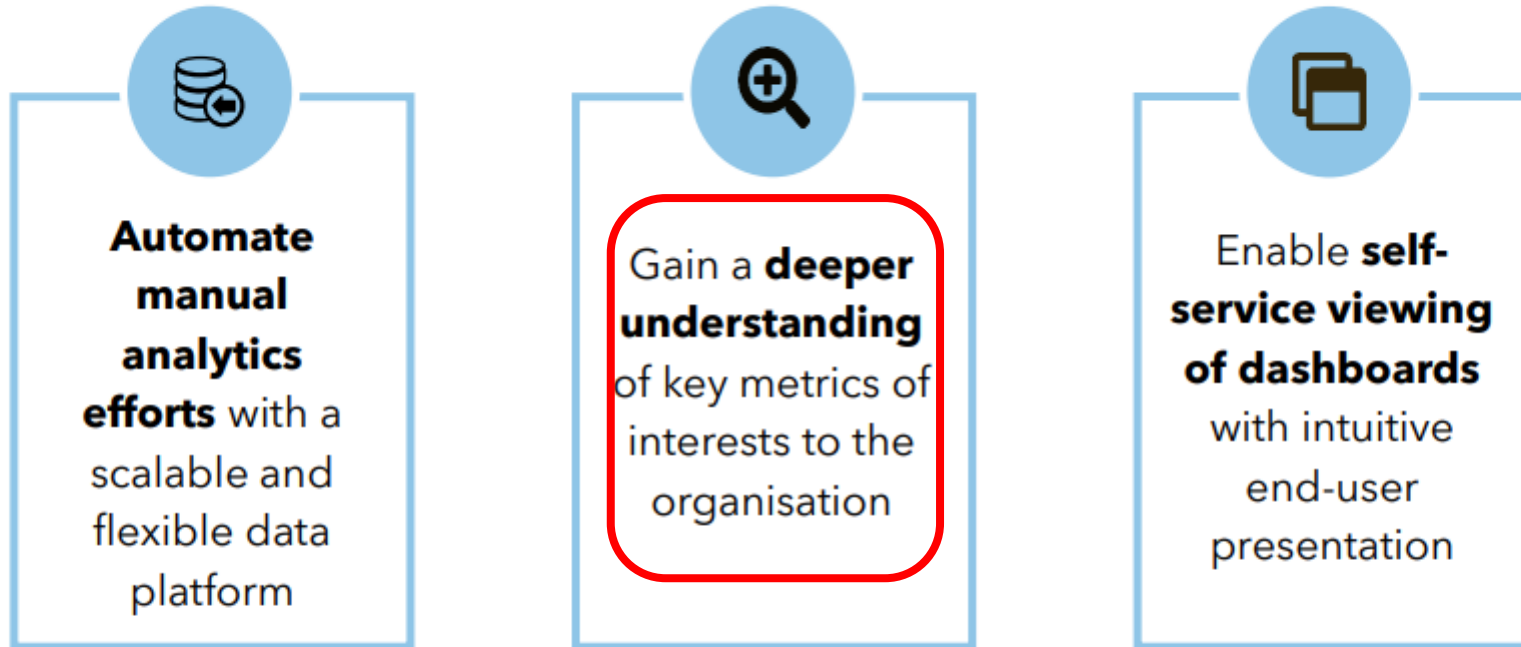 Automate
manual
analytics
efforts with a
scalable and
flexible data
platform
Gain a deeper
understanding
of key metrics of
interests to the
organisation
Enable self-
service viewing
of dashboards
with intuitive
end-user
presentation